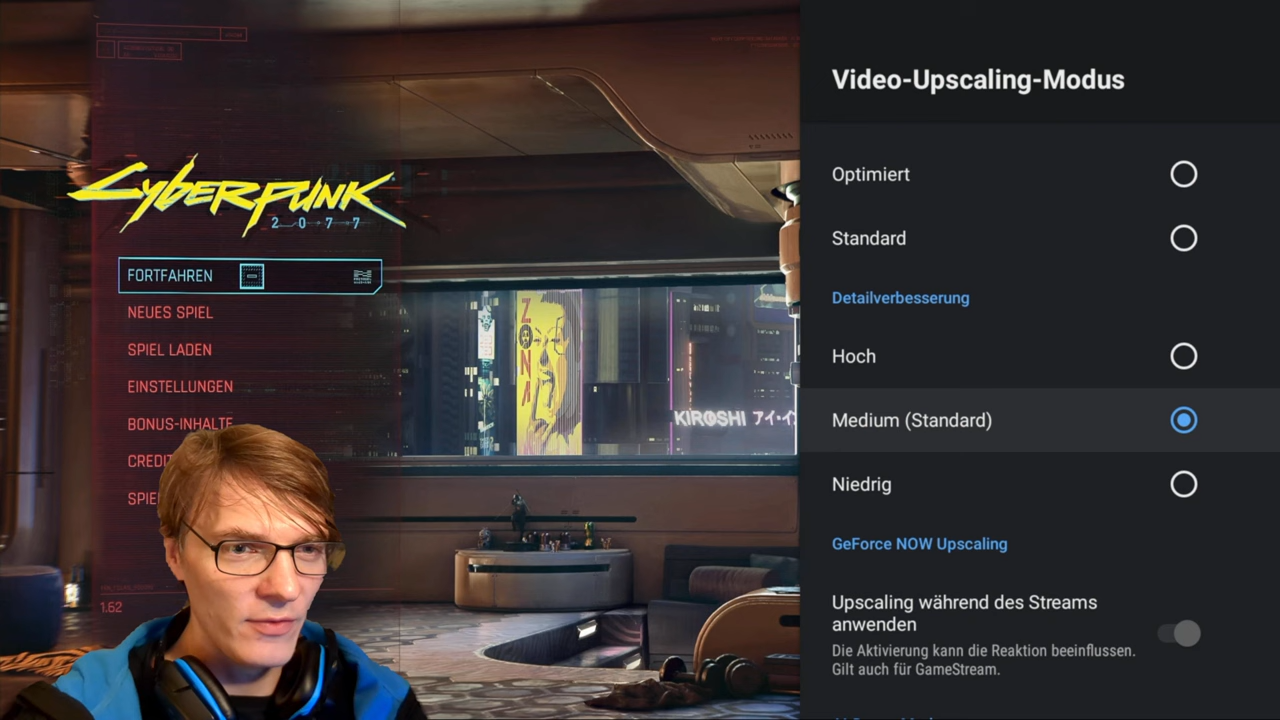 CYBERPUNK
2077
FORTFAHREN
NEUES SPIEL
SPIEL LADEN
EINSTELLUNGEN
BONUS-INHALTE
1.62
ZONA
KIROSHI
Video-Upscaling-Modus
Optimiert
Standard
Detailverbesserung
Hoch
Medium (Standard)
Niedrig
GeForce NOW Upscaling
Upscaling während des Streams
anwenden
Die Aktivierung kann die Reaktion beeinflussen.
Gilt auch für GameStream.